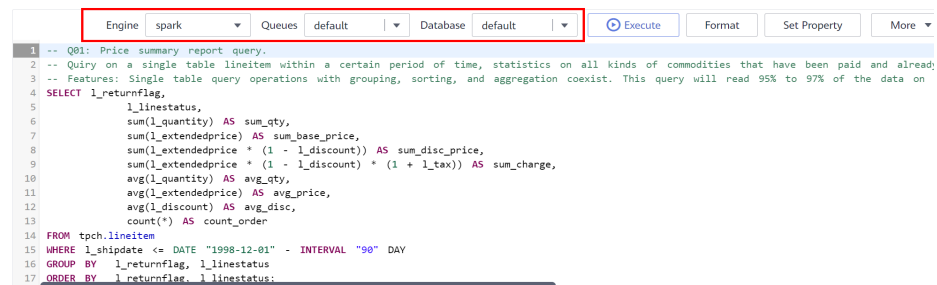 Engine spark Queues default Database default Execute Format Set Property More
1 -- Q01: Price summary report query.
2 -- Quiry on a single table lineitem within a certain period of time, statistics on all kinds of commodities that have been paid and already
3 -- Features: Single table query operations with grouping, sorting, and aggregation coexist. This query will read 95% to 97% of the data on
4 SELECT l_returnflag,
5 l_linestatus,
6 sum(l_quantity) AS sum_qty,
7 sum(l_extendedprice) AS sum_base_price,
8 sum(l_extendedprice * (1 - l_discount)) AS sum_disc_price,
9 sum(l_extendedprice * (1 - l_discount) * (1 + l_tax)) AS sum_charge,
10 avg(l_quantity) AS avg_qty,
11 avg(l_extendedprice) AS avg_price,
12 avg(l_discount) AS avg_disc,
13 count(*) AS count_order
14 FROM tpch.lineitem
15 WHERE l_shipdate <= DATE "1998-12-01" - INTERVAL "90" DAY
16 GROUP BY l_returnflag, l_linestatus
17 ORDER BY l_returnflag, l_linestatus;